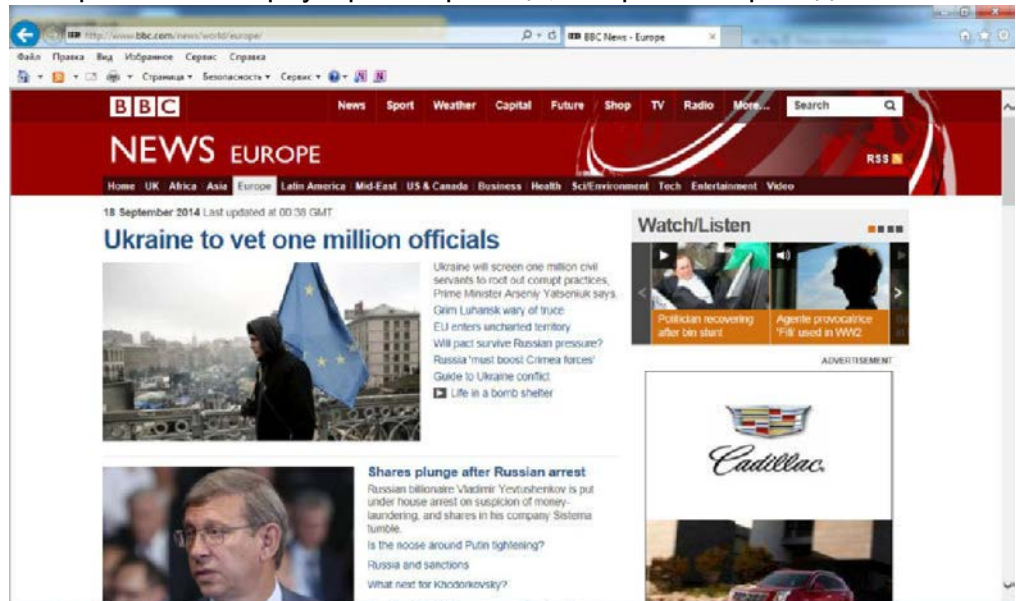 http://www.bbc.com/news/world/europe/
BBC News - Europe
Файл Правка Вид Избранное Сервис Справка
Страница Безопасность Сервис
BBC News Sport Weather Capital Future Shop TV Radio More... Search
NEWS EUROPE
RSS
Home UK Africa Asia Europe Latin America Mid-East US & Canada Business Health Sci/Environment Tech Entertainment Video
18 September 2014 Last updated at 00:38 GMT
Ukraine to vet one million officials
Ukraine will screen one million civil
servants to root out corrupt practices,
Prime Minister Arseniy Yatseniuk says.
Grim Luhansk wary of truce
EU enters uncharted territory
Will pact survive Russian pressure?
Russia 'must boost Crimea forces'
Guide to Ukraine conflict
Life in a bomb shelter
Watch/Listen
Politician recovering
after bin stunt
Agente provocatrice
'Fifi' used in WW2
ADVERTISEMENT
Cadillac.
Shares plunge after Russian arrest
Russian billionaire Vladimir Yevtushenkov is put
under house arrest on suspicion of money-
laundering, and shares in his company Sistema
tumble.
Is the noose around Putin tightening?
Russia and sanctions
What next for Khodorkovsky?